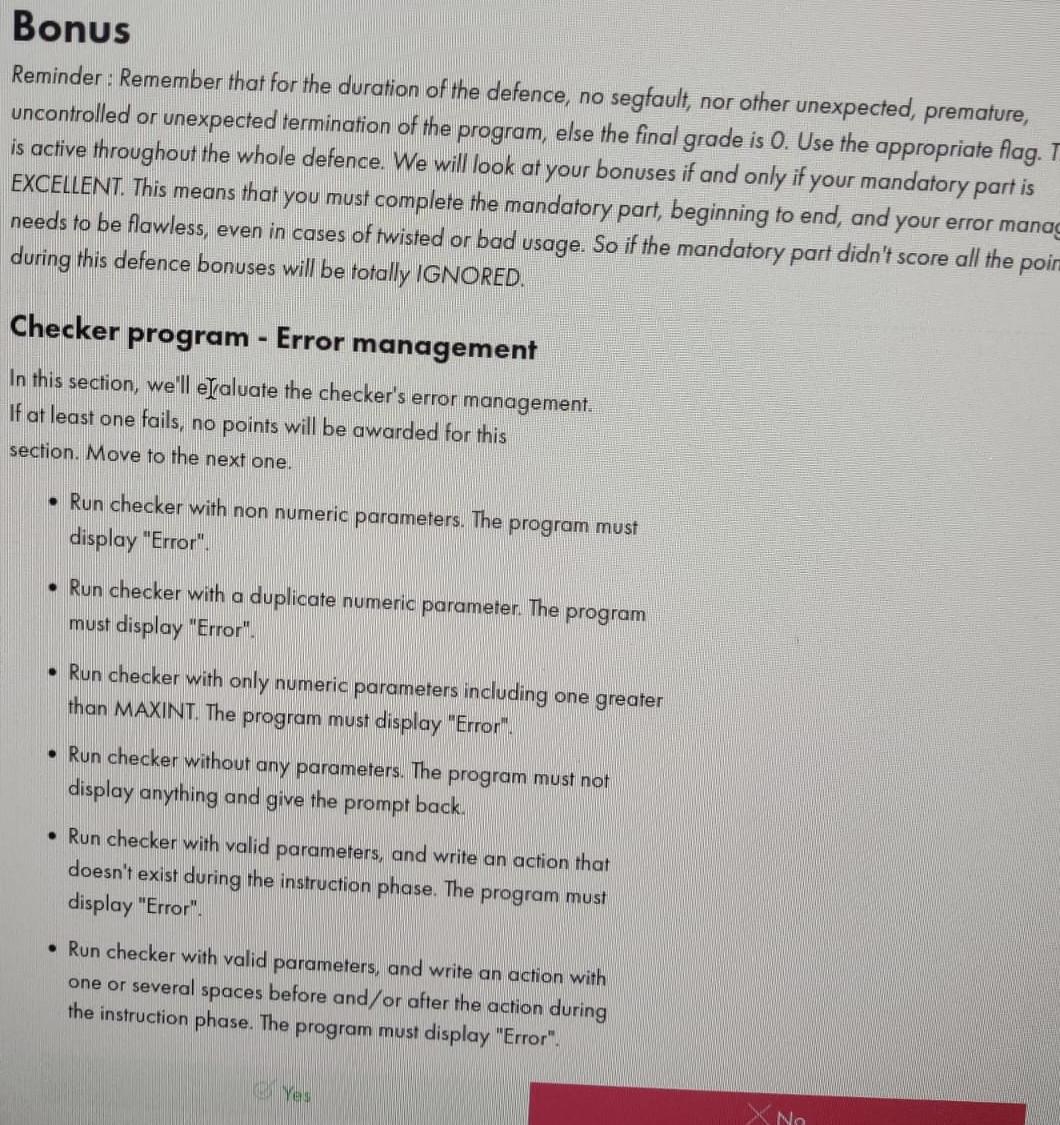 Bonus
Reminder : Remember that for the duration of the defence, no segfault, nor other unexpected, premature,
uncontrolled or unexpected termination of the program, else the final grade is 0. Use the appropriate flag.
is active throughout the whole defence. We will look at your bonuses if and only if your mandatory part is
EXCELLENT. This means that you must complete the mandatory part, beginning to end, and your error
needs to be flawless, even in cases of twisted or bad usage. So if the mandatory part didn't score all the
during this defence bonuses will be totally IGNORED.
Checker program - Error management
In this section, we'll evaluate the checker's error management.
If at least one fails, no points will be awarded for this
section. Move to the next one.
• Run checker with non numeric parameters. The program must
display "Error".
• Run checker with a duplicate numeric parameter. The program
must display "Error".
• Run checker with only numeric parameters including one greater
than MAXINT. The program must display "Error".
• Run checker without any parameters. The program must not
display anything and give the prompt back.
• Run checker with valid parameters, and write an action that
doesn't exist during the instruction phase. The program must
display "Error".
• Run checker with valid parameters, and write an action with
one or several spaces before and/or after the action during
the instruction phase. The program must display "Error".
Yes
No